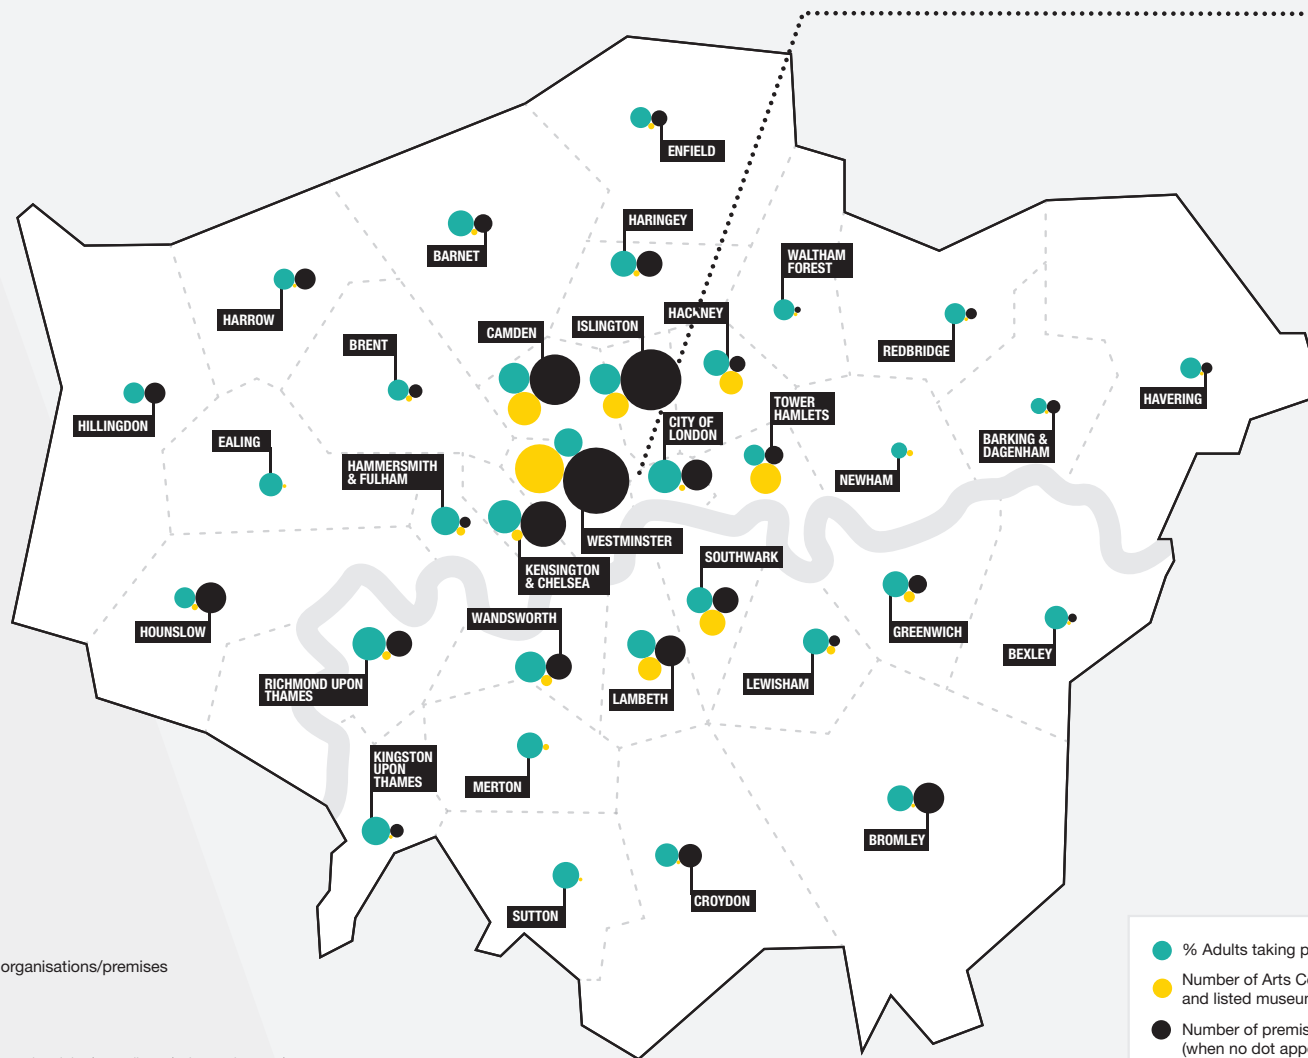 ENFIELD
HARINGEY
BARNET
WALTHAM
FOREST
HARROW
HACKNEY
ISLINGTON
CAMDEN
BRENT
REDBRIDGE
HAVERING
TOWER
HAMLETS
HILLINGDON
CITY OF
LONDON
BARKING &
DAGENHAM
EALING
HAMMERSMITH
& FULHAM
NEWHAM
WESTMINSTER
SOUTHWARK
KENSINGTON
& CHELSEA
WANDSWORTH
HOUNSLOW
GREENWICH
BEXLEY
RICHMOND UPON
THAMES
LAMBETH
LEWISHAM
KINGSTON
UPON
THAMES
MERTON
BROMLEY
CROYDON
SUTTON
organisations/premises
% Adults taking p
Number of Arts C
and listed museu
Number of premis
(when no dot app